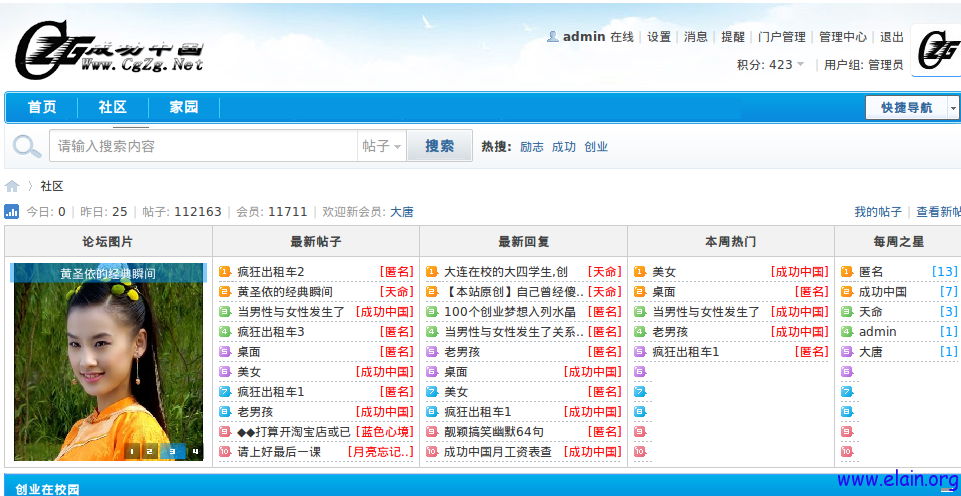 CZG成功中国
Www.CgZg.Net
admin 在线 | 设置 | 消息 | 提醒 | 门户管理 | 管理中心 | 退出
积分: 423 | 用户组: 管理员
首页 社区 家园 快捷导航
请输入搜索内容 帖子 搜索 热搜: 励志 成功 创业
〉 社区
今日: 0 | 昨日: 25 | 帖子: 112163 | 会员: 11711 | 欢迎新会员: 大唐 我的帖子 | 查看新帖
论坛图片 最新帖子 最新回复 本周热门 每周之星
黄圣依的经典瞬间
1 2 3 4
1 疯狂出租车2 [匿名]
2 黄圣依的经典瞬间 [天命]
3 当男性与女性发生了 [成功中国]
4 疯狂出租车3 [匿名]
5 桌面 [匿名]
6 美女 [成功中国]
7 疯狂出租车1 [匿名]
8 老男孩 [成功中国]
9 ◆◆打算开淘宝店或已 [蓝色心境]
10 请上好最后一课 [月亮忘记..]
1 大连在校的大四学生,创 [天命]
2 【本站原创】自己曾经傻.. [天命]
3 100个创业梦想入列水晶 [匿名]
4 当男性与女性发生了关系.. [匿名]
5 老男孩 [匿名]
6 桌面 [成功中国]
7 美女 [匿名]
8 疯狂出租车1 [成功中国]
9 靓颖搞笑幽默64句 [匿名]
10 成功中国月工资表查 [成功中国]
1 美女 [成功中国]
2 桌面 [匿名]
3 当男性与女性发生了 [成功中国]
4 老男孩 [成功中国]
5 疯狂出租车1 [匿名]
6
7
8
9
10
1 匿名 [13]
2 成功中国 [7]
3 天命 [3]
4 admin [1]
5 大唐 [1]
6
7
8
9
10
创业在校园
www.elain.org